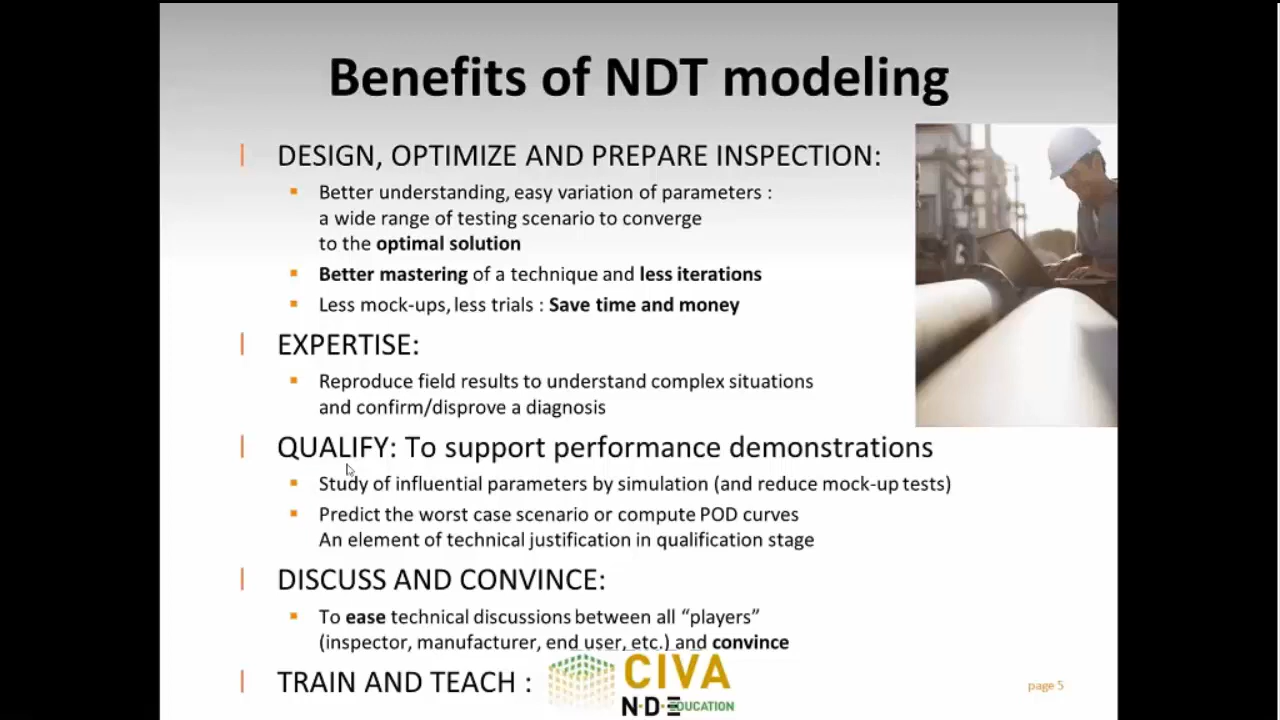 Benefits of NDT modeling
DESIGN, OPTIMIZE AND PREPARE INSPECTION:
Better understanding, easy variation of parameters :
a wide range of testing scenario to converge
to the optimal solution
Better mastering of a technique and less iterations
Less mock-ups, less trials : Save time and money
EXPERTISE:
Reproduce field results to understand complex situations
and confirm/disprove a diagnosis
QUALIFY: To support performance demonstrations
Study of influential parameters by simulation (and reduce mock-up tests)
Predict the worst case scenario or compute POD curves
An element of technical justification in qualification stage
DISCUSS AND CONVINCE:
To ease technical discussions between all “players”
(inspector, manufacturer, end user, etc.) and convince
TRAIN AND TEACH :
CIVA
N·D·E EDUCATION
page 5